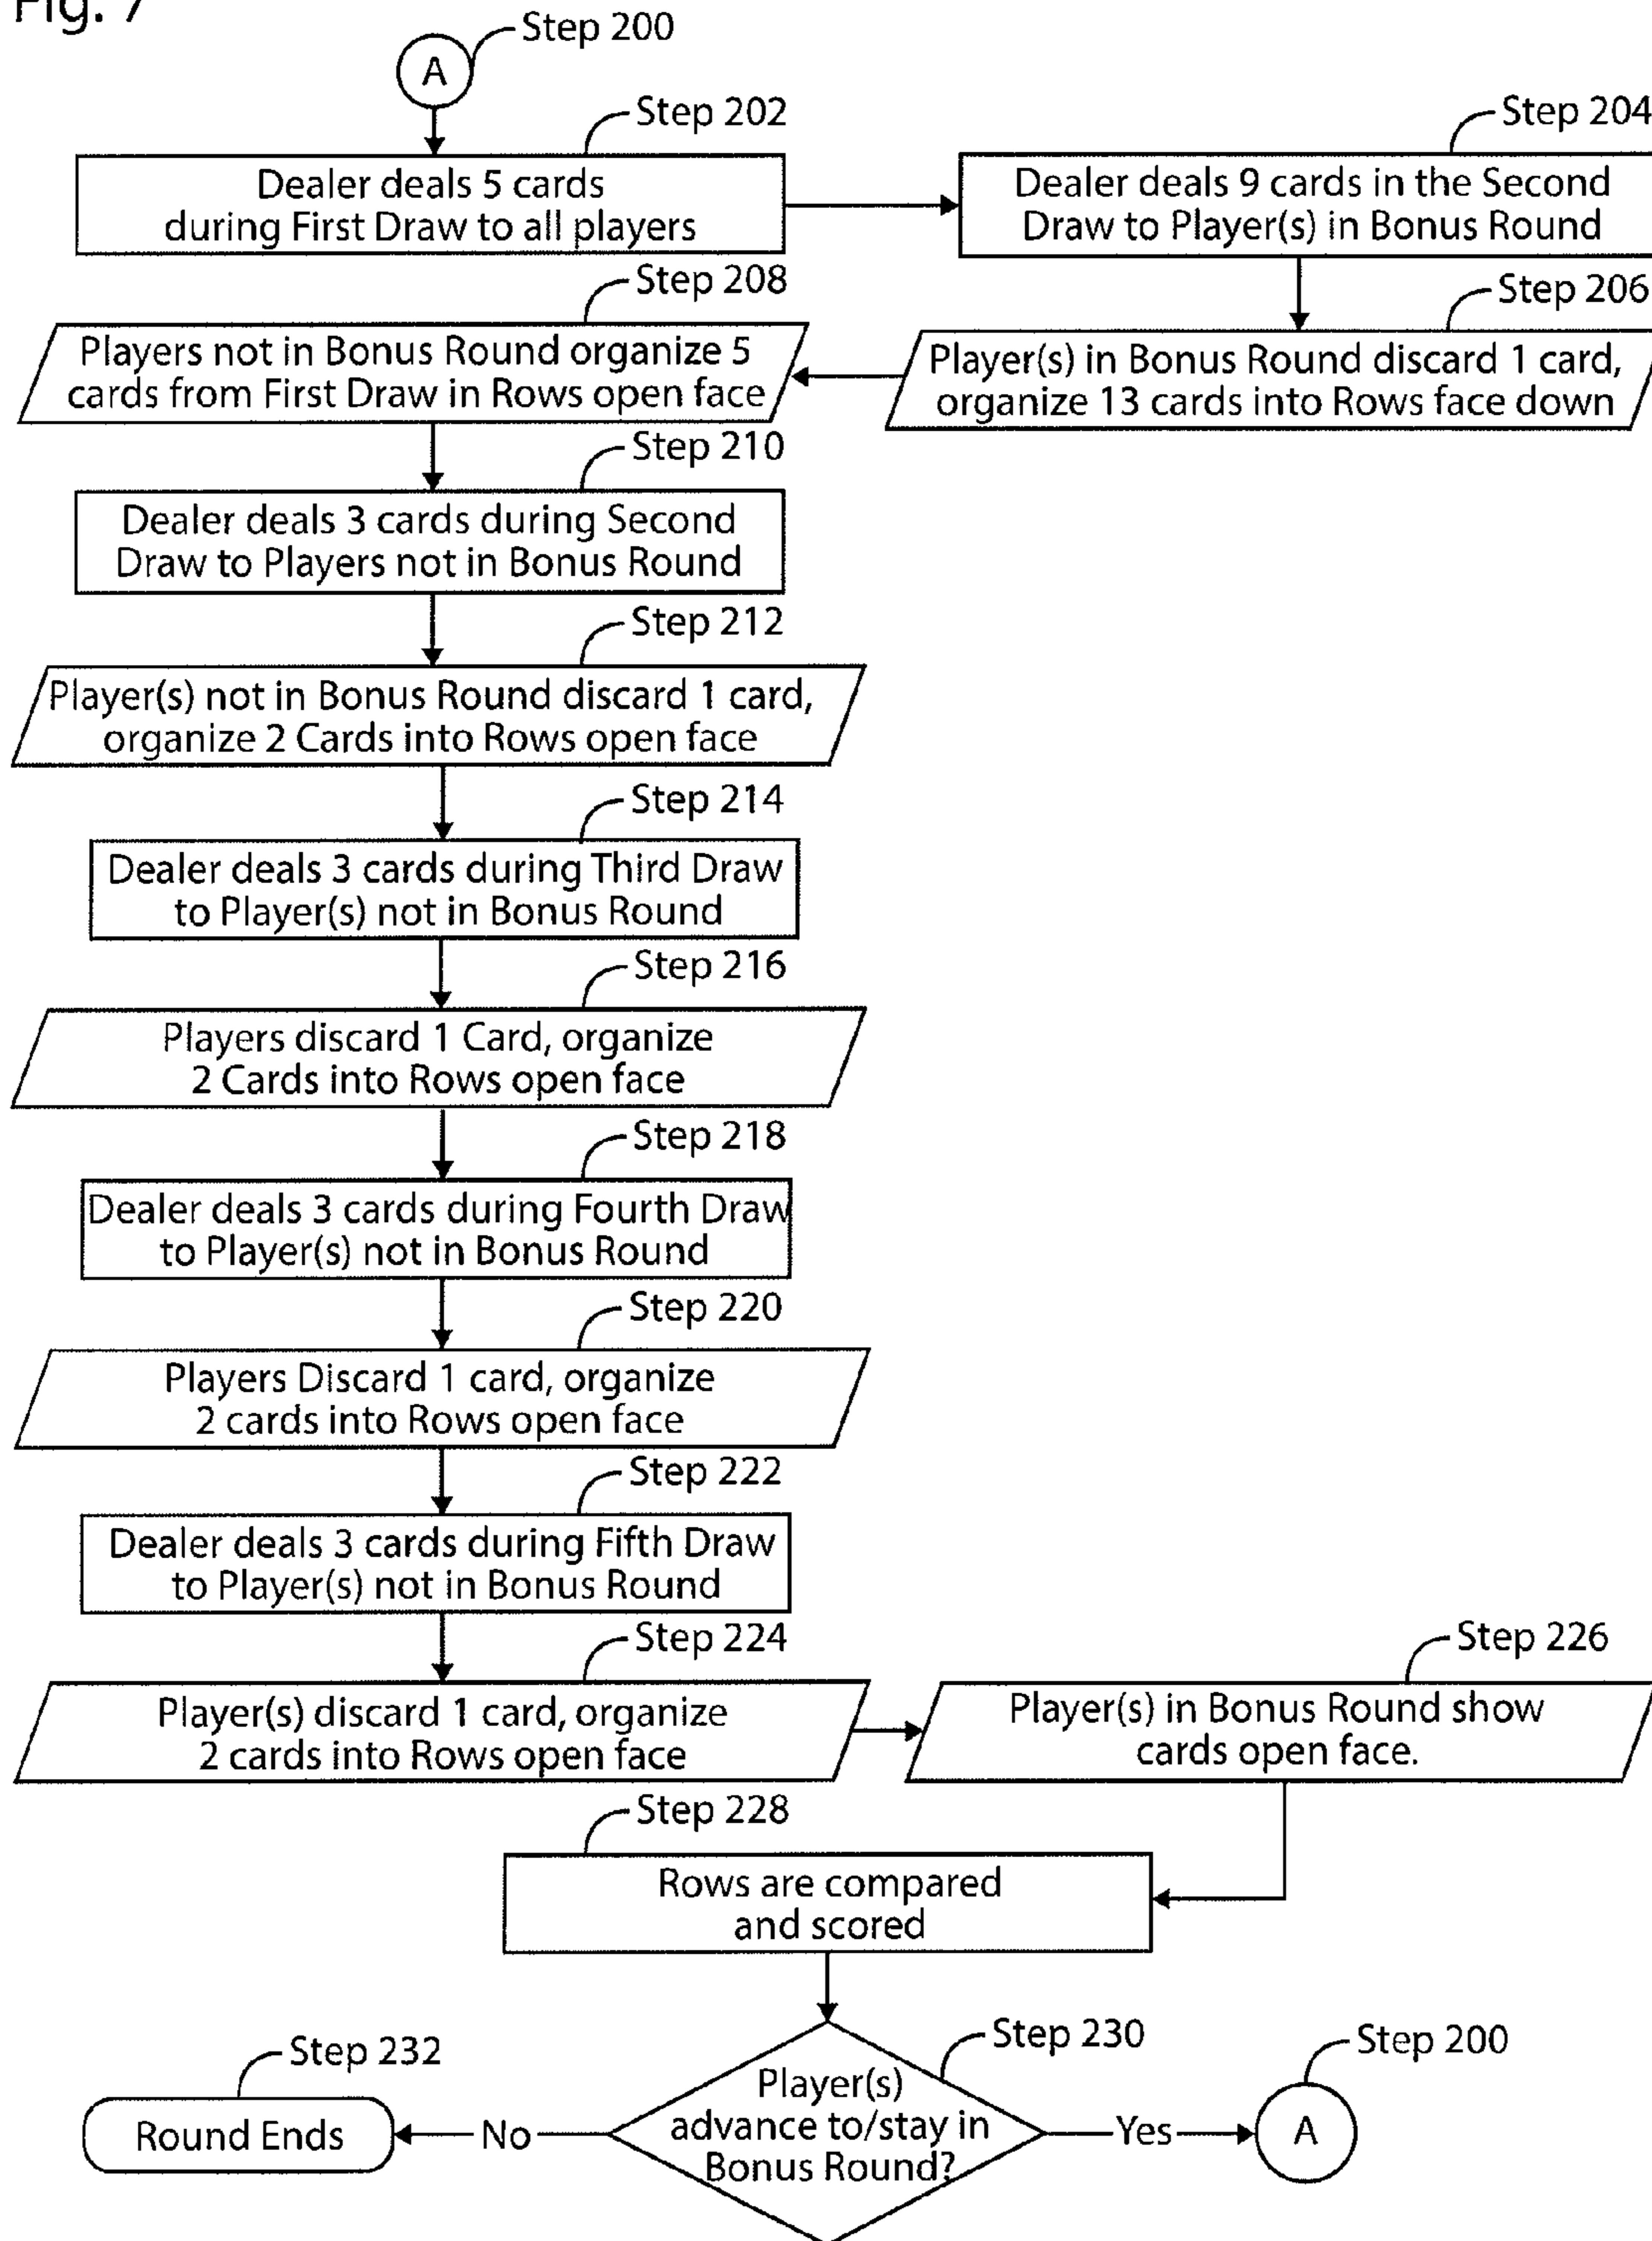 Fig. 7
Step 200
A
Step 202
Dealer deals 5 cards
during First Draw to all players
Step 204
Dealer deals 9 cards in the Second
Draw to Player(s) in Bonus Round
Step 206
Player(s) in Bonus Round discard 1 card,
organize 13 cards into Rows face down
Step 208
Players not in Bonus Round organize 5
cards from First Draw in Rows open face
Step 210
Dealer deals 3 cards during Second
Draw to Players not in Bonus Round
Step 212
Player(s) not in Bonus Round discard 1 card,
organize 2 Cards into Rows open face
Step 214
Dealer deals 3 cards during Third Draw
to Player(s) not in Bonus Round
Step 216
Players discard 1 Card, organize
2 Cards into Rows open face
Step 218
Dealer deals 3 cards during Fourth Draw
to Player(s) not in Bonus Round
Step 220
Players Discard 1 card, organize
2 cards into Rows open face
Step 222
Dealer deals 3 cards during Fifth Draw
to Player(s) not in Bonus Round
Step 224
Player(s) discard 1 card, organize
2 cards into Rows open face
Step 226
Player(s) in Bonus Round show
cards open face.
Step 228
Rows are compared
and scored
Step 230
Player(s)
advance to/stay in
Bonus Round?
No
Step 232
Round Ends
Yes
Step 200
A